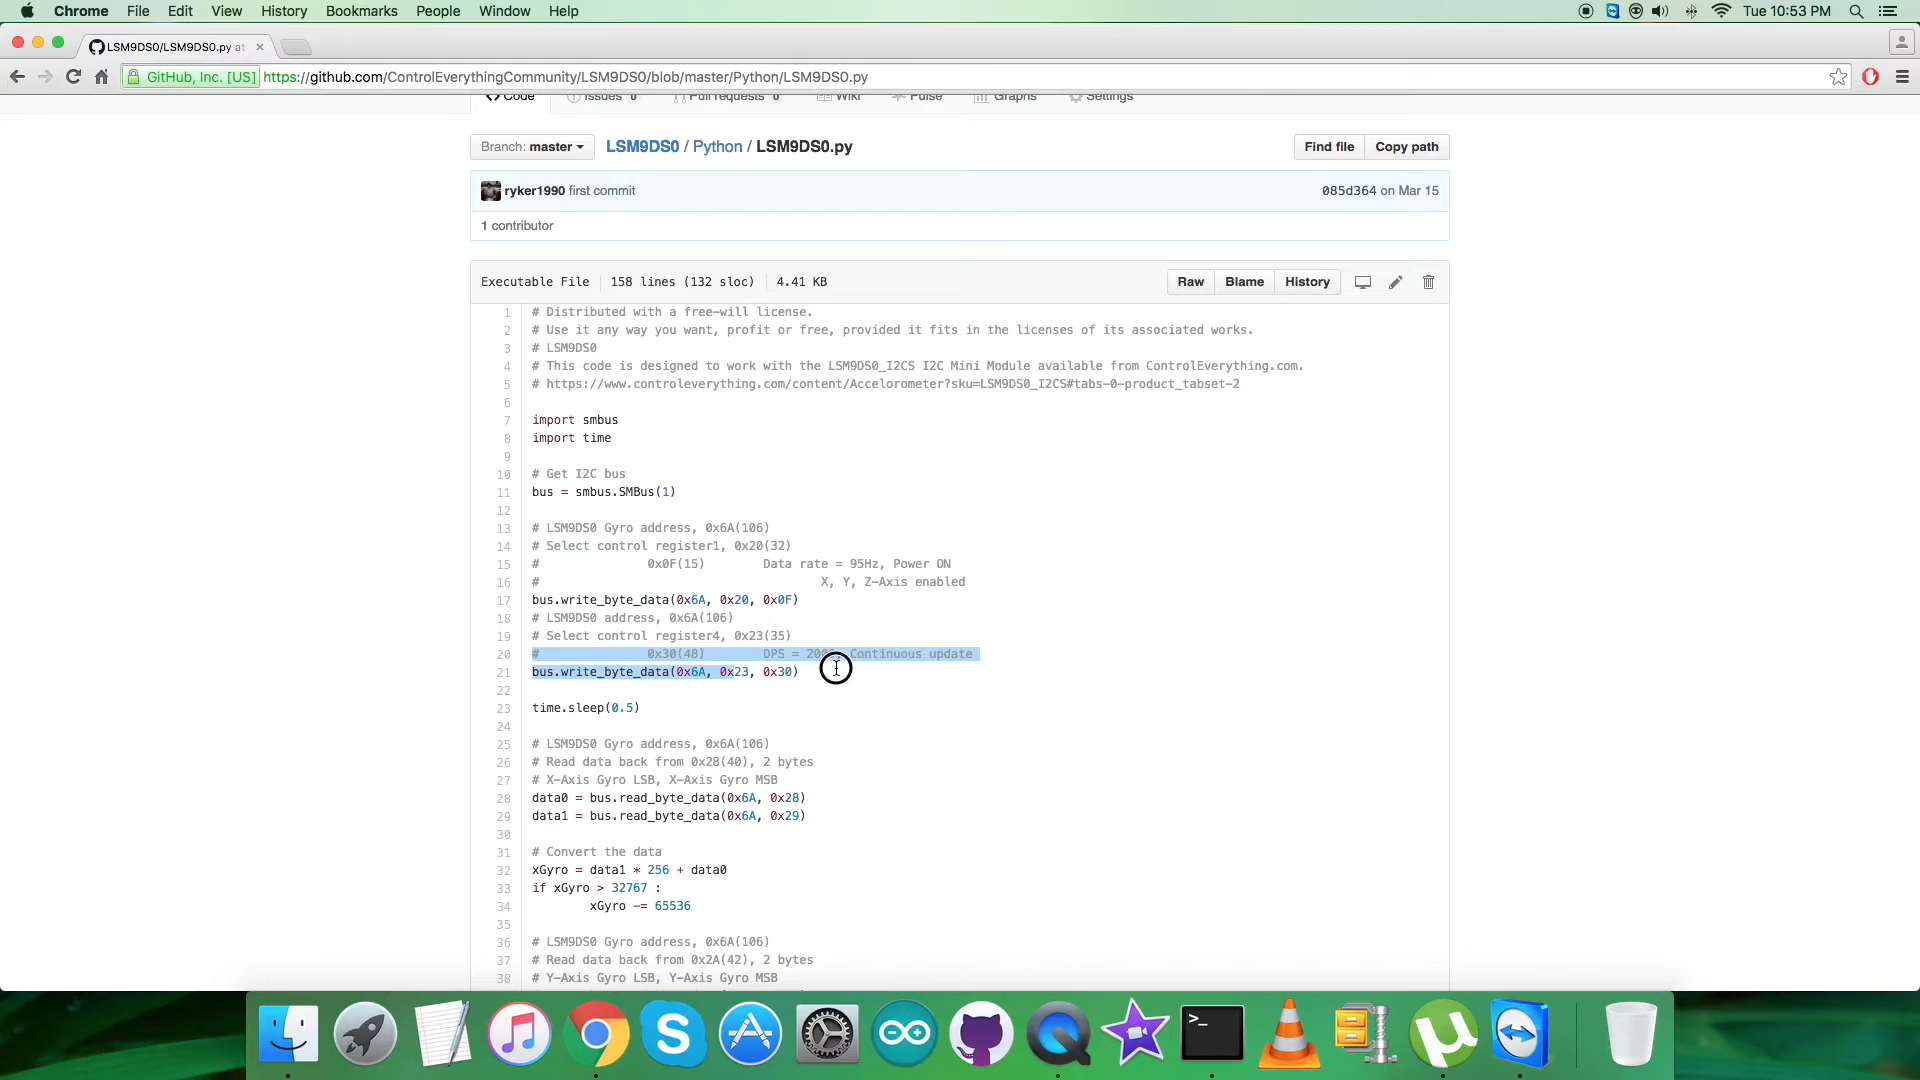 Chrome File Edit View History Bookmarks People Window Help Tue 10:53 PM
LSM9DS0/LSM9DS0.py at
GitHub, Inc. [US] https://github.com/ControlEverythingCommunity/LSM9DS0/blob/master/Python/LSM9DS0.py
Code Issues 0 Pull requests 0 Wiki Pulse Graphs Settings
Branch: master LSM9DS0 / Python / LSM9DS0.py Find file Copy path
ryker1990 first commit 085d364 on Mar 15
1 contributor
Executable File 158 lines (132 sloc) 4.41 KB Raw Blame History
1 # Distributed with a free-will license.
2 # Use it any way you want, profit or free, provided it fits in the licenses of its associated works.
3 # LSM9DS0
4 # This code is designed to work with the LSM9DS0_I2CS I2C Mini Module available from ControlEverything.com.
5 # https://www.controleverything.com/content/Accelorometer?sku=LSM9DS0_I2CS#tabs-0-product_tabset-2
6
7 import smbus
8 import time
9
10 # Get I2C bus
11 bus = smbus.SMBus(1)
12
13 # LSM9DS0 Gyro address, 0x6A(106)
14 # Select control register1, 0x20(32)
15 # 0x0F(15) Data rate = 95Hz, Power ON
16 # X, Y, Z-Axis enabled
17 bus.write_byte_data(0x6A, 0x20, 0x0F)
18 # LSM9DS0 address, 0x6A(106)
19 # Select control register4, 0x23(35)
20 # 0x30(48) DPS = Continuous update
21 bus.write_byte_data(0x6A, 0x23, 0x30)
22
23 time.sleep(0.5)
24
25 # LSM9DS0 Gyro address, 0x6A(106)
26 # Read data back from 0x28(40), 2 bytes
27 # X-Axis Gyro LSB, X-Axis Gyro MSB
28 data0 = bus.read_byte_data(0x6A, 0x28)
29 data1 = bus.read_byte_data(0x6A, 0x29)
30
31 # Convert the data
32 xGyro = data1 * 256 + data0
33 if xGyro > 32767 :
34 xGyro -= 65536
35
36 # LSM9DS0 Gyro address, 0x6A(106)
37 # Read data back from 0x2A(42), 2 bytes
38 # Y-Axis Gyro LSB, Y-Axis Gyro MSB